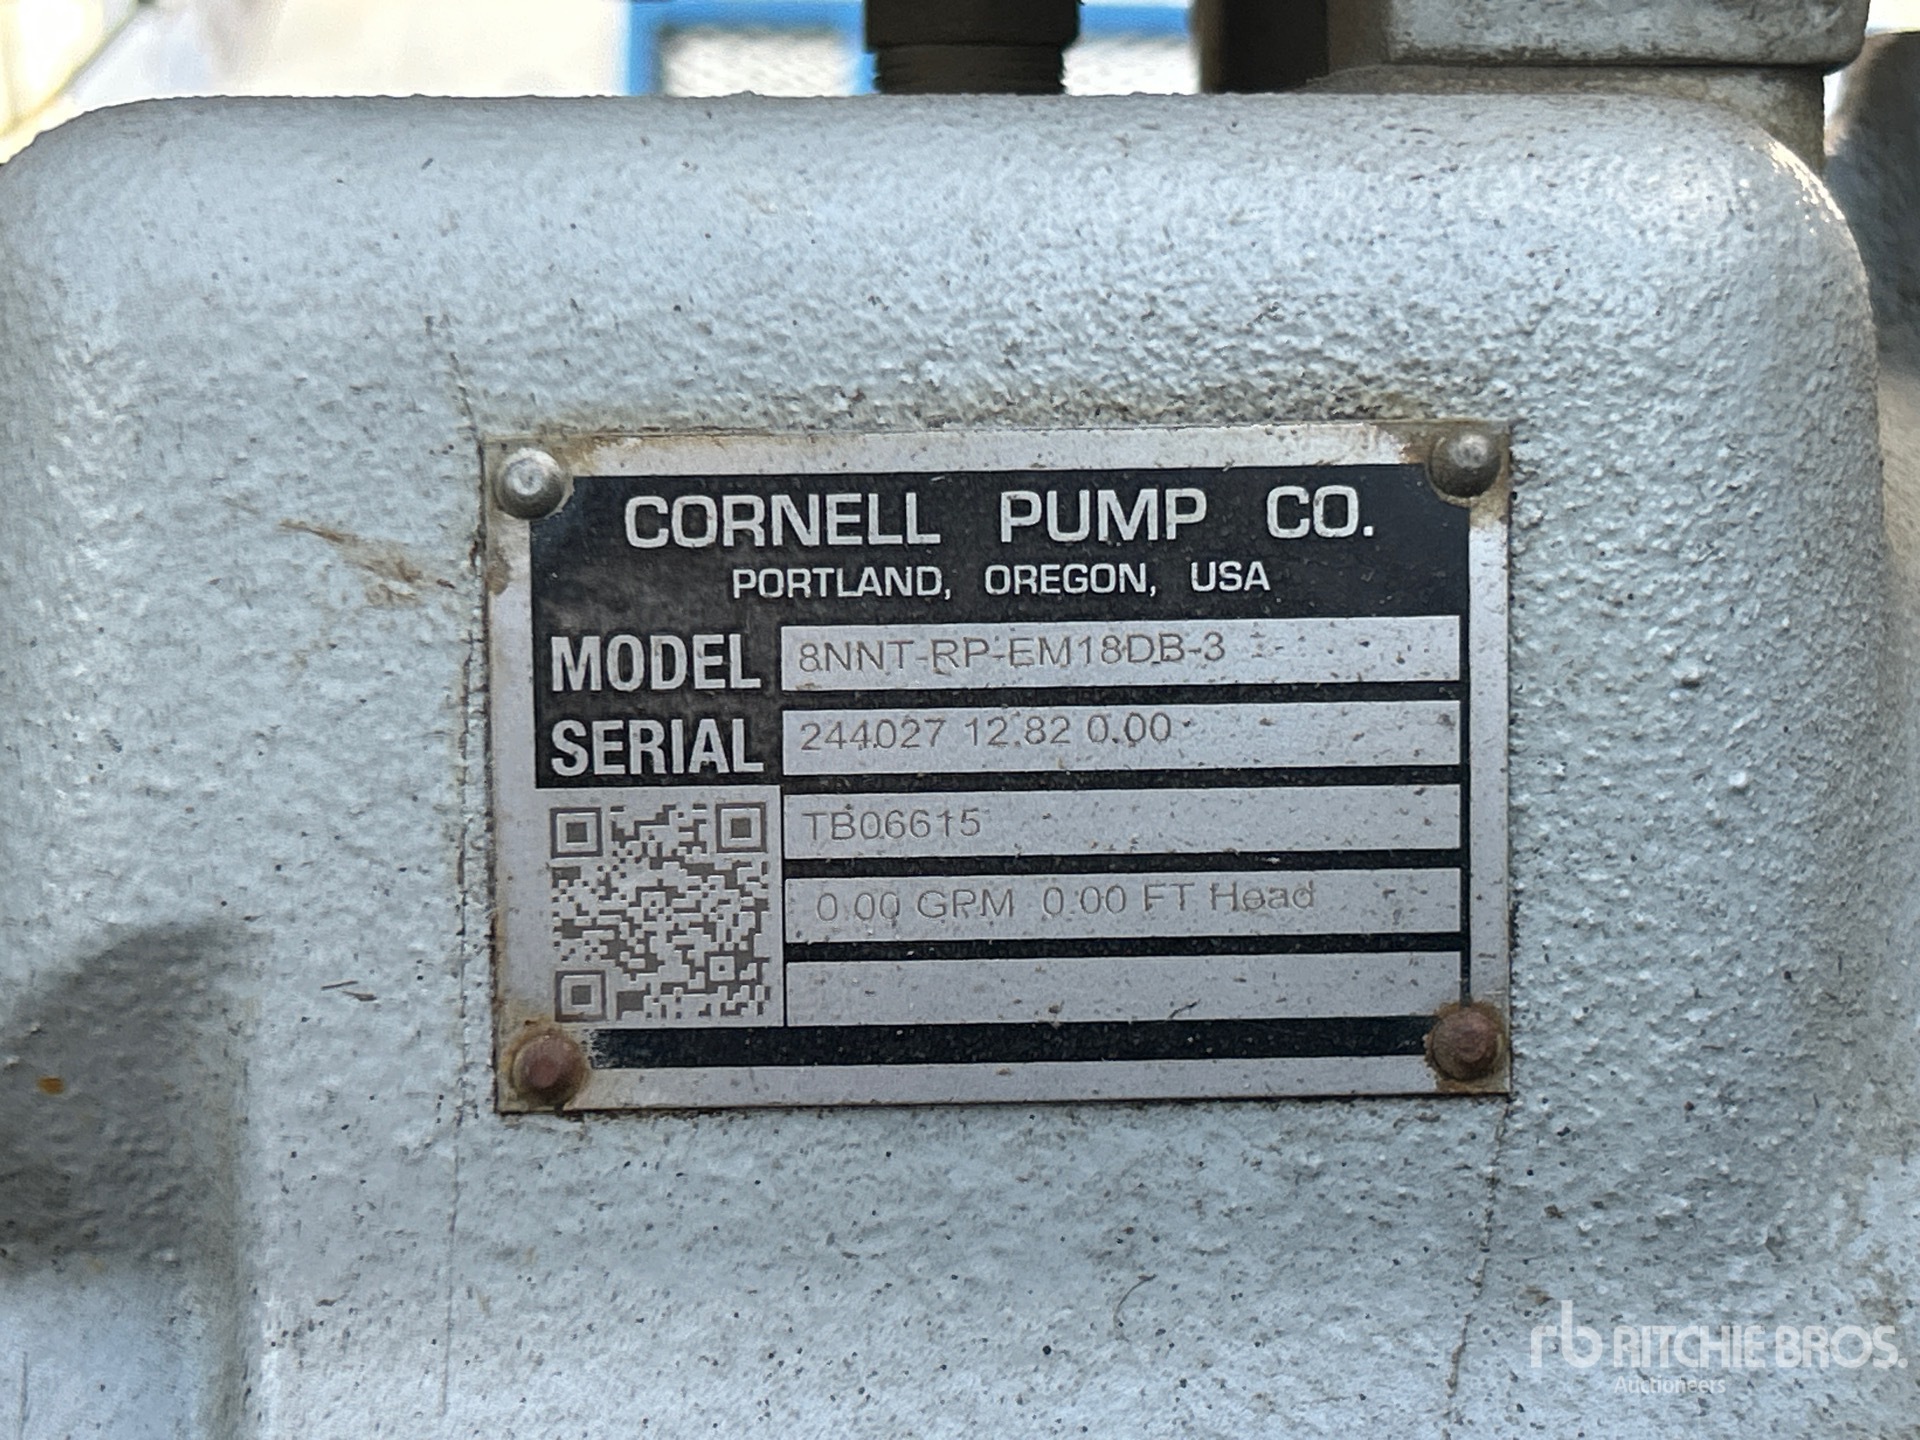 CORNELL PUMP CO.
PORTLAND, OREGON, USA
MODEL 8NNT-RP-EM18DB-3
SERIAL 244027 12.82 0.00
TB06615
0.00 GPM 0.00 FT Head
rb RITCHIE BROS.
Auctioneers